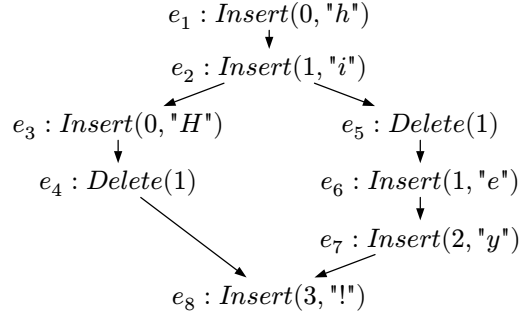 e₁ : Insert(0, "h")
e₂ : Insert(1, "i")
e₃ : Insert(0, "H")
e₅ : Delete(1)
e₄ : Delete(1)
e₆ : Insert(1, "e")
e₇ : Insert(2, "y")
e₈ : Insert(3, "!")